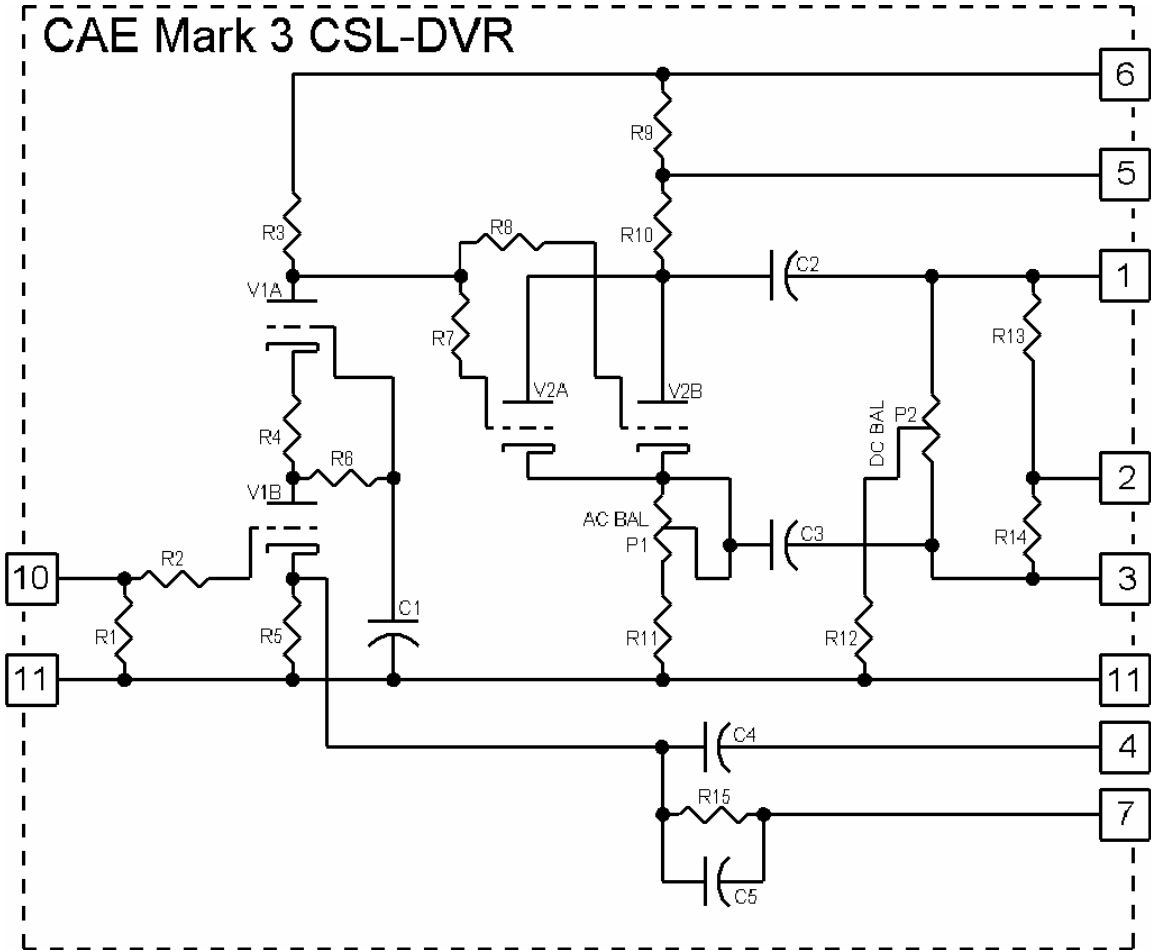 CAE Mark 3 CSL-DVR
6
R9
5
R3
R8
R10
C2
1
V1A
R7
R13
V2A
V2B
DC BAL
P2
R4
R6
V1B
2
AC BAL
P1
C3
R14
10
R2
3
R1
R5
C1
R11
R12
11
11
C4
4
R15
7
C5